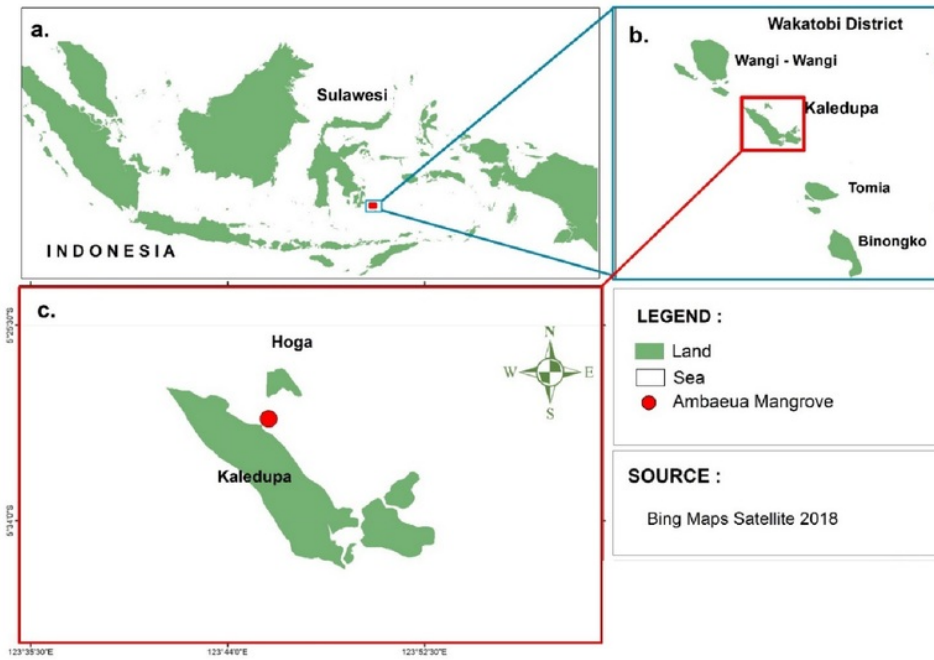 a.
Sulawesi
INDONESIA
b.
Wakatobi District
Wangi - Wangi
Kaledupa
Tomia
Binongko
c.
Hoga
Kaledupa
N
W
E
S
123°44'0"E
123°52'30"E
LEGEND :
Land
Sea
Ambaeua Mangrove
SOURCE :
Bing Maps Satellite 2018